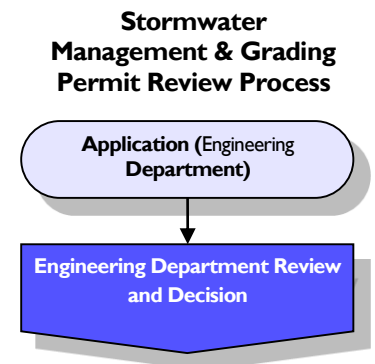 Stormwater
Management & Grading
Permit Review Process
Application (Engineering
Department)
Engineering Department Review
and Decision